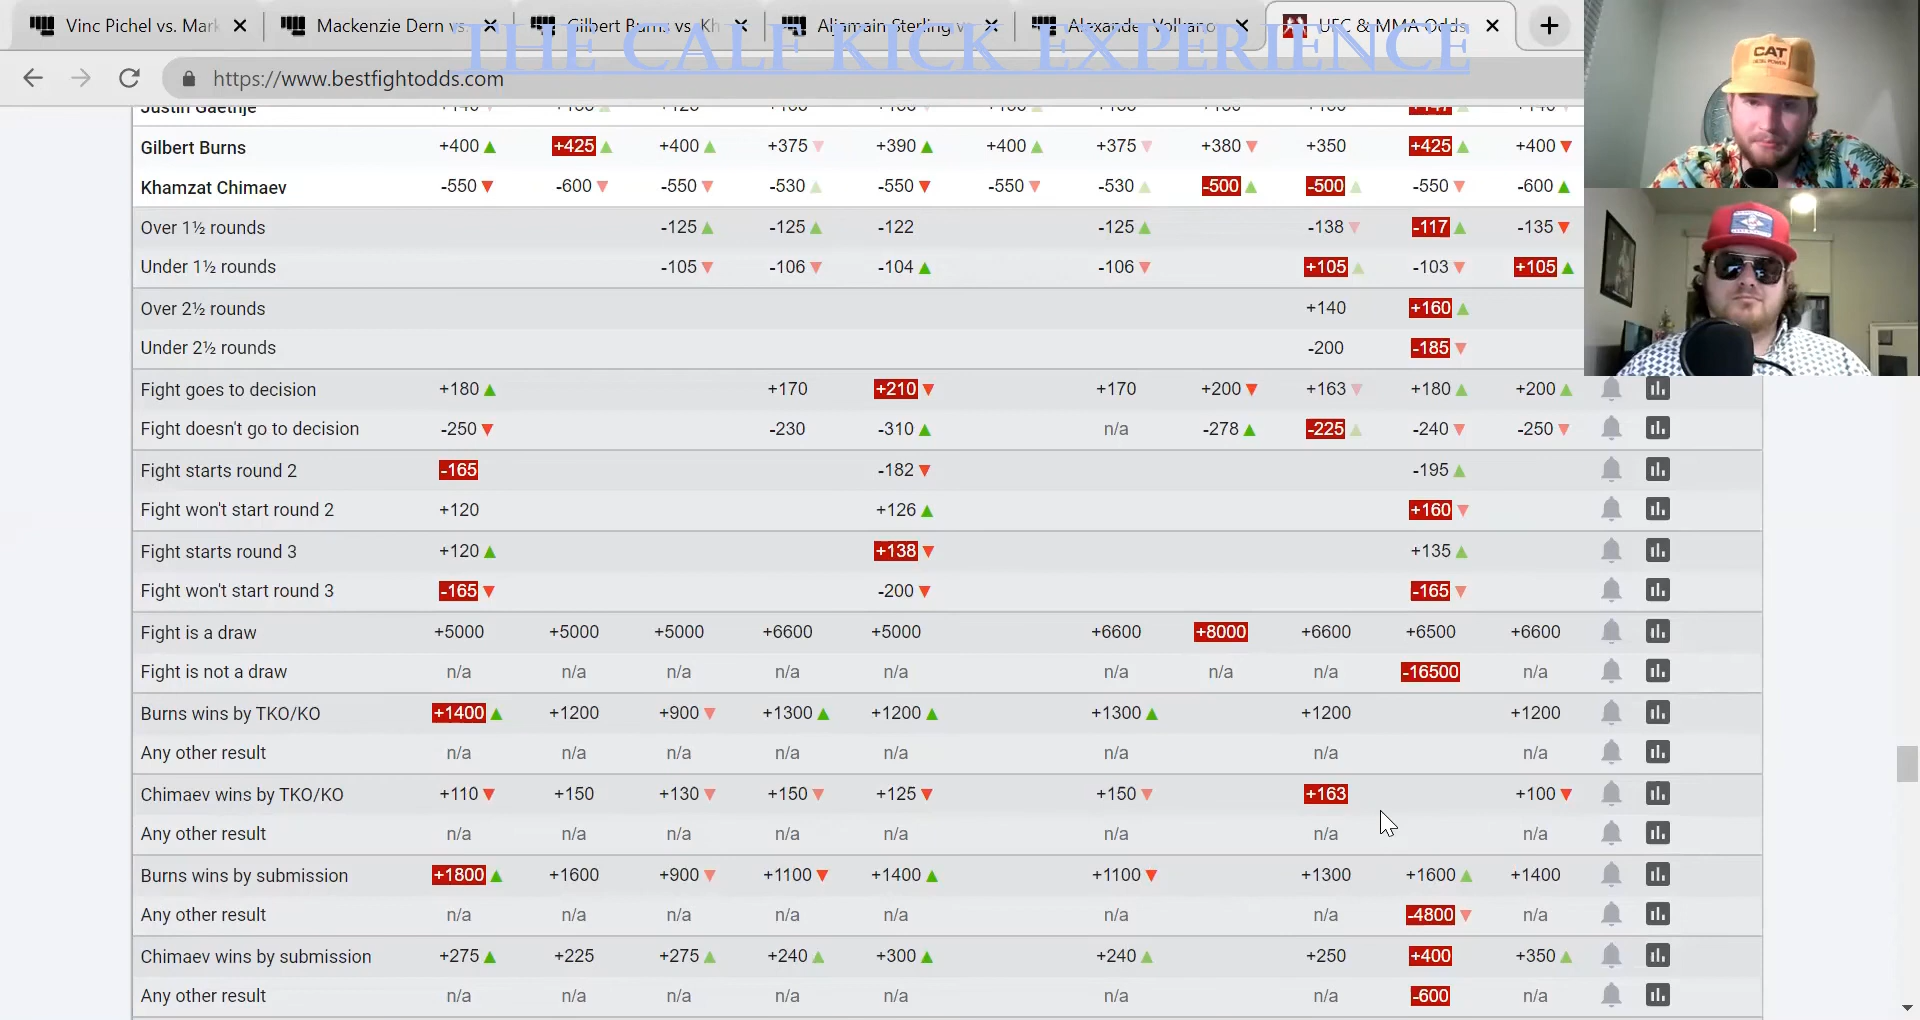 Vinc Pichel vs. Mark
Mackenzie Dern vs.
Gilbert Burns vs. Kh
Aljamain Sterling v
Alexander Volkano
UFC & MMA Odds
THE CALF KICK EXPERIENCE
https://www.bestfightodds.com
CAT
Justin Gaethje
Gilbert Burns +400 +425 +400 +375 +390 +400 +375 +380 +350 +425 +400
Khamzat Chimaev -550 -600 -550 -530 -550 -550 -530 -500 -500 -550 -600
Over 1½ rounds -125 -125 -122 -125 -138 -117 -135
Under 1½ rounds -105 -106 -104 -106 +105 -103 +105
Over 2½ rounds +140 +160
Under 2½ rounds -200 -185
Fight goes to decision +180 +170 +210 +170 +200 +163 +180 +200
Fight doesn't go to decision -250 -230 -310 n/a -278 -225 -240 -250
Fight starts round 2 -165 -182 -195
Fight won't start round 2 +120 +126 +160
Fight starts round 3 +120 +138 +135
Fight won't start round 3 -165 -200 -165
Fight is a draw +5000 +5000 +5000 +6600 +5000 +6600 +8000 +6600 +6500 +6600
Fight is not a draw n/a n/a n/a n/a n/a n/a n/a n/a -16500 n/a
Burns wins by TKO/KO +1400 +1200 +900 +1300 +1200 +1300 +1200 +1200
Any other result n/a n/a n/a n/a n/a n/a n/a n/a
Chimaev wins by TKO/KO +110 +150 +130 +150 +125 +150 +163 +100
Any other result n/a n/a n/a n/a n/a n/a n/a n/a
Burns wins by submission +1800 +1600 +900 +1100 +1400 +1100 +1300 +1600 +1400
Any other result n/a n/a n/a n/a n/a n/a n/a -4800 n/a
Chimaev wins by submission +275 +225 +275 +240 +300 +240 +250 +400 +350
Any other result n/a n/a n/a n/a n/a n/a n/a -600 n/a